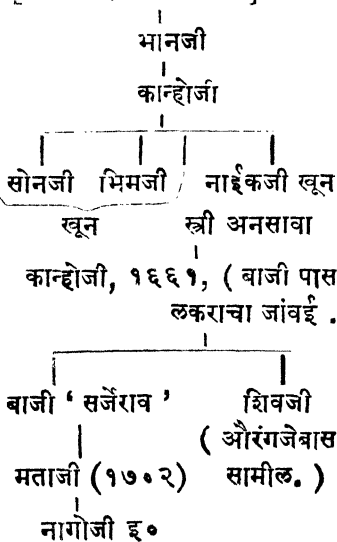 भानजी
कान्होजी
सोनजी भिमजी नाईकजी खून
खून स्त्री अनसावा
कान्होजी, १६६१, ( बाजी पास
लकराचा जांवई .
बाजी ‘ सर्जेराव ’ शिवजी
( औरंगजेबास
मताजी (१७०२) सामील. )
नागोजी इ०